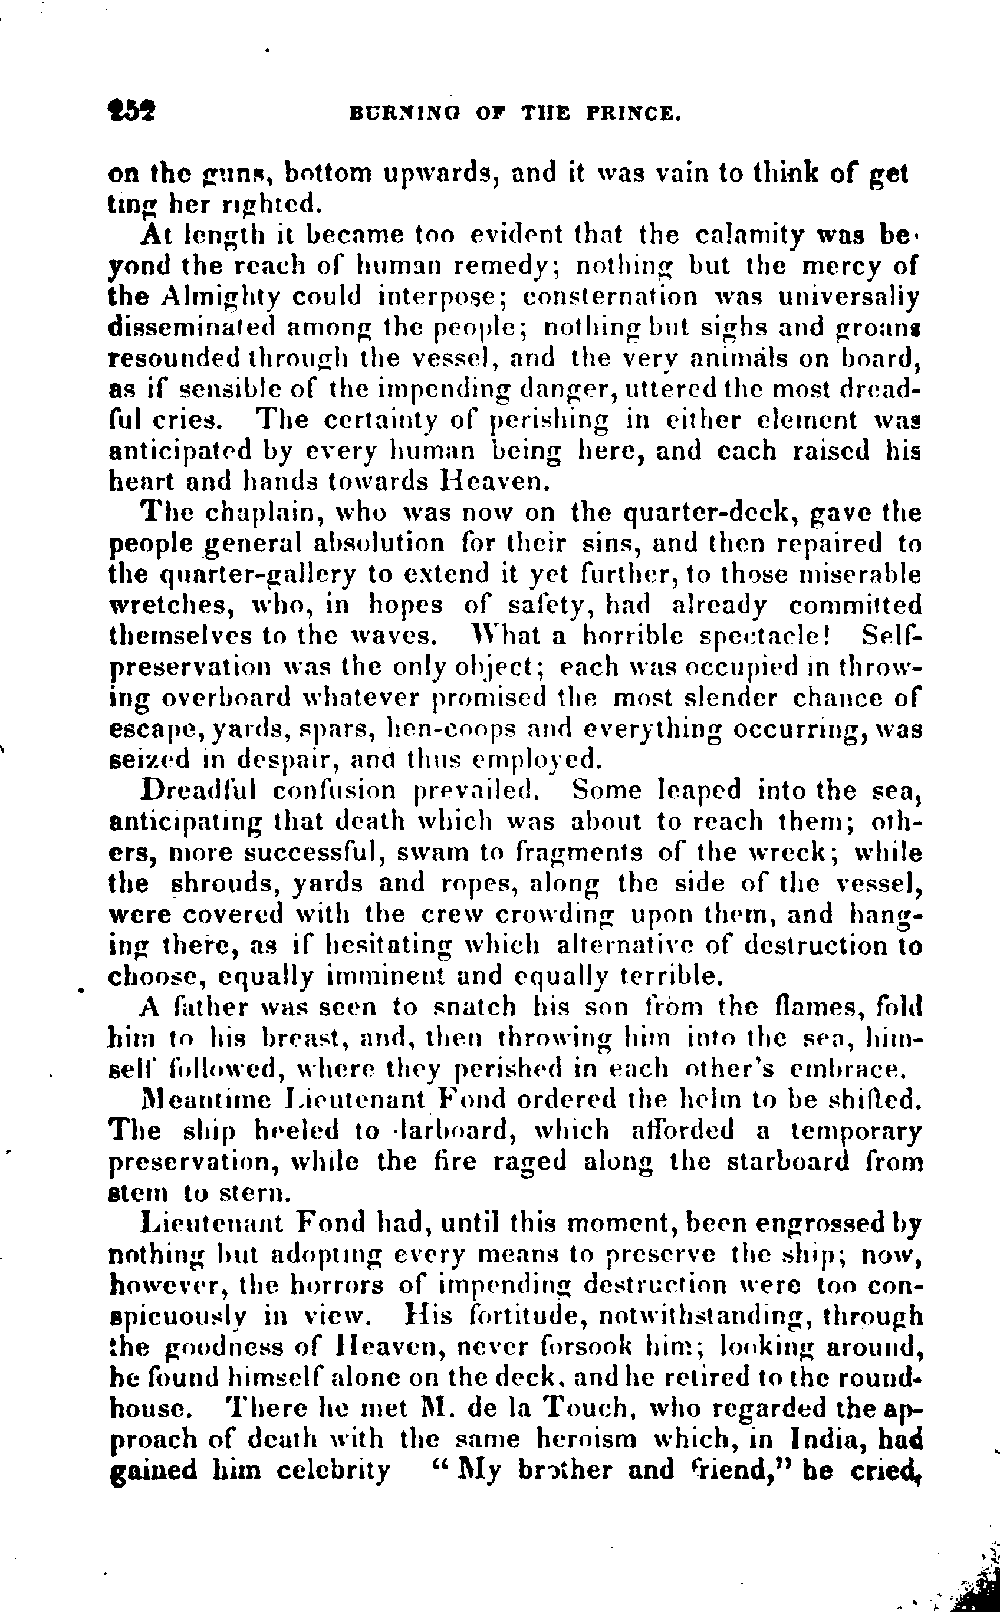 252 BURNING OF THE PRINCE.
on the guns, bottom upwards, and it was vain to think of get
ting her righted.
At length it became too evident that the calamity was be-
yond the reach of human remedy; nothing but the mercy of
the Almighty could interpose; consternation was universally
disseminated among the people; nothing but sighs and groans
resounded through the vessel, and the very animals on board,
as if sensible of the impending danger, uttered the most dread-
ful cries. The certainty of perishing in either element was
anticipated by every human being here, and each raised his
heart and hands towards Heaven.
The chaplain, who was now on the quarter-deck, gave the
people general absolution for their sins, and then repaired to
the quarter-gallery to extend it yet further, to those miserable
wretches, who, in hopes of safety, had already committed
themselves to the waves. What a horrible spectacle! Self-
preservation was the only object; each was occupied in throw-
ing overboard whatever promised the most slender chance of
escape, yards, spars, hen-coops and everything occurring, was
seized in despair, and thus employed.
Dreadful confusion prevailed. Some leaped into the sea,
anticipating that death which was about to reach them; oth-
ers, more successful, swam to fragments of the wreck; while
the shrouds, yards and ropes, along the side of the vessel,
were covered with the crew crowding upon them, and hang-
ing there, as if hesitating which alternative of destruction to
choose, equally imminent and equally terrible.
A father was seen to snatch his son from the flames, fold
him to his breast, and, then throwing him into the sea, him-
self followed, where they perished in each other's embrace.
Meantime Lieutenant Fond ordered the helm to be shifted.
The ship heeled to larboard, which afforded a temporary
preservation, while the fire raged along the starboard from
stem to stern.
Lieutenant Fond had, until this moment, been engrossed by
nothing but adopting every means to preserve the ship; now,
however, the horrors of impending destruction were too con-
spicuously in view. His fortitude, notwithstanding, through
the goodness of Heaven, never forsook him; looking around,
he found himself alone on the deck, and he retired to the round-
house. There he met M. de la Touch, who regarded the ap-
proach of death with the same heroism which, in India, had
gained him celebrity “My brother and friend,” he cried,